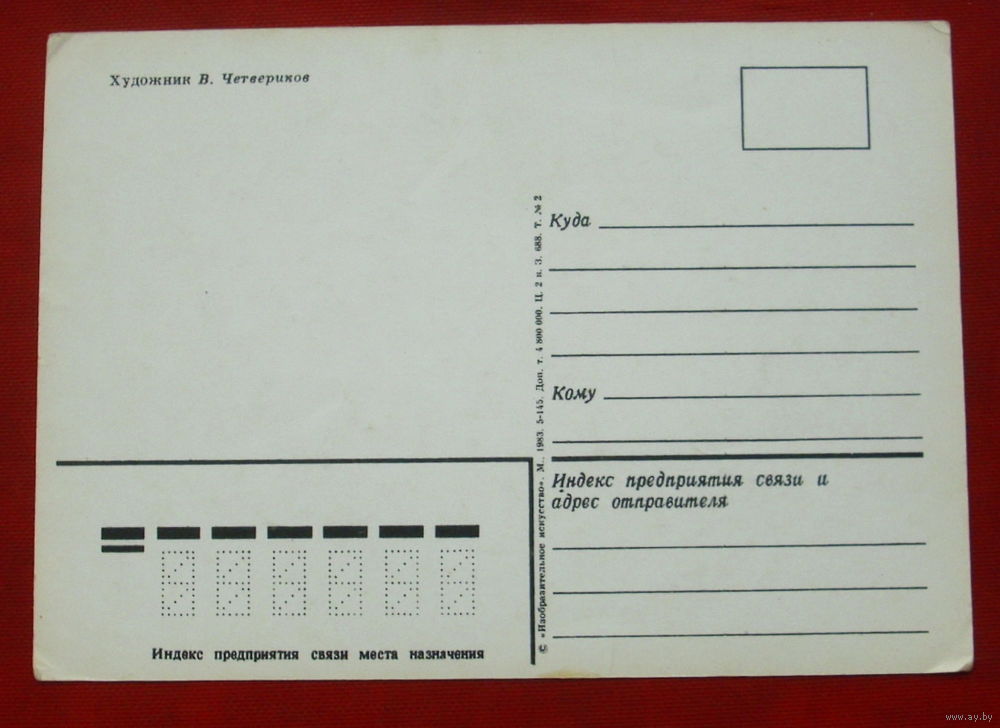 Художник В. Четвериков
© «Изобразительное искусство». М., 1983. 5-145. Доп. т. 4 800 000. Ц. 2 к. З. 688. Т. № 2
Куда
Кому
Индекс предприятия связи и
адрес отправителя
Индекс предприятия связи места назначения
www.ay.by